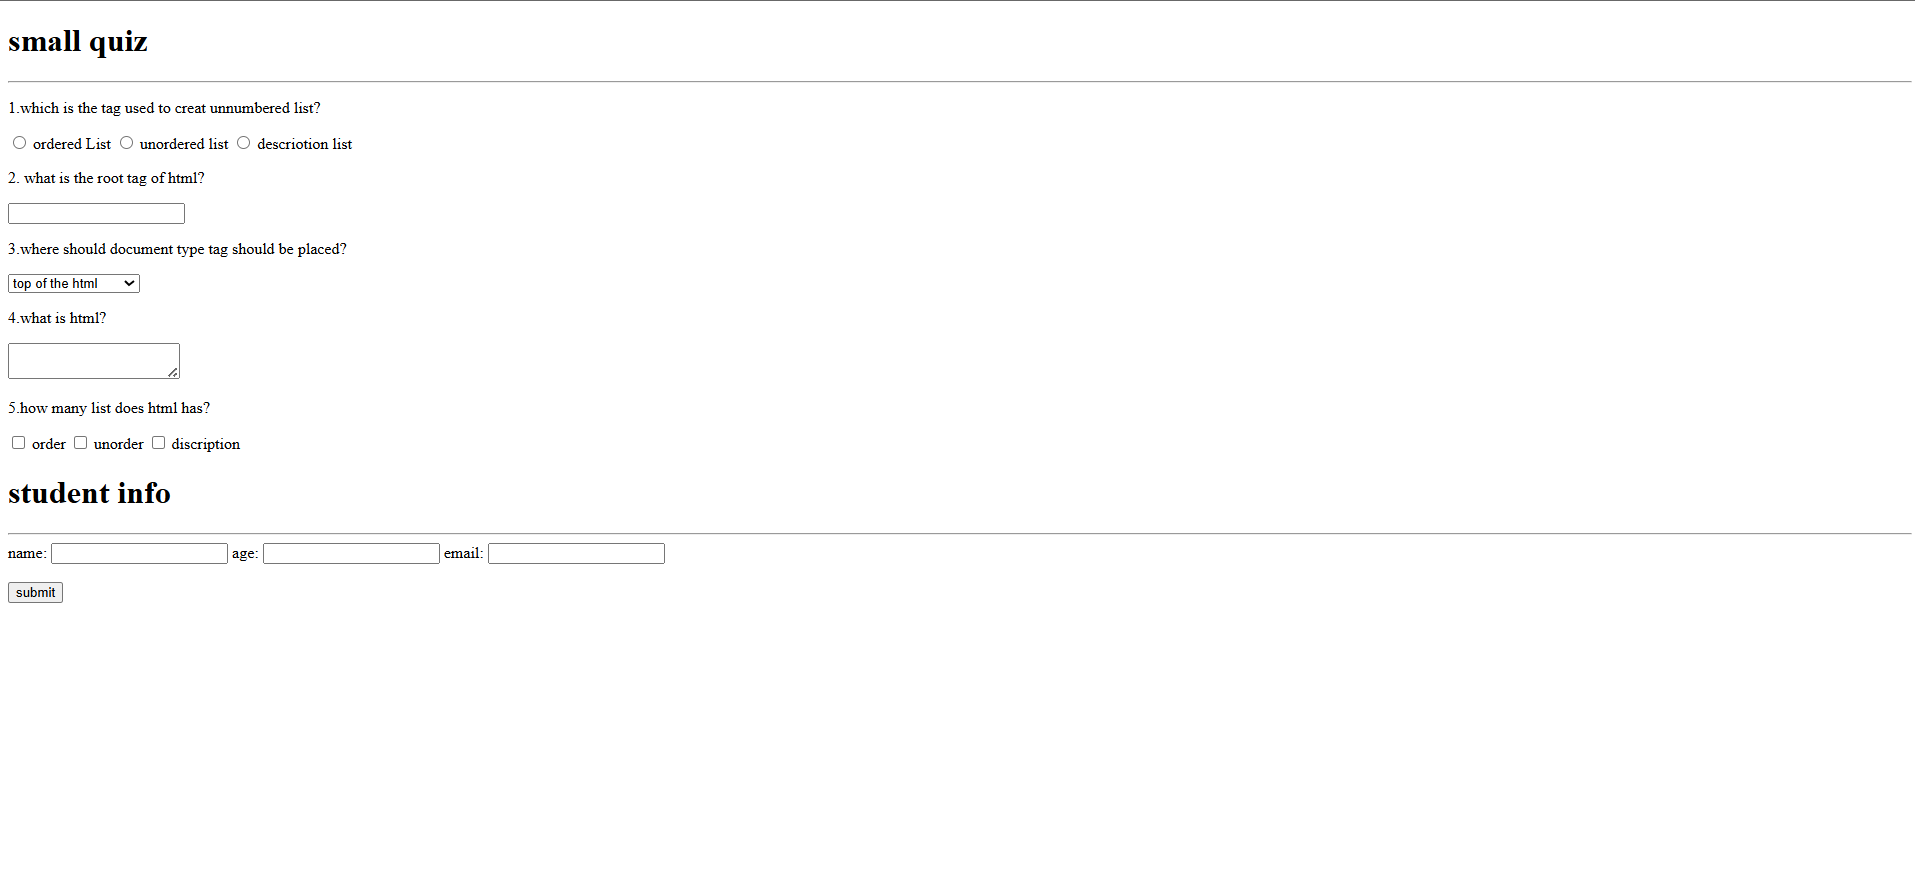 small quiz
1.which is the tag used to creat unnumbered list?
ordered List unordered list descriotion list
2. what is the root tag of html?
3.where should document type tag should be placed?
top of the html
4.what is html?
5.how many list does html has?
order unorder discription
student info
name: age: email:
submit